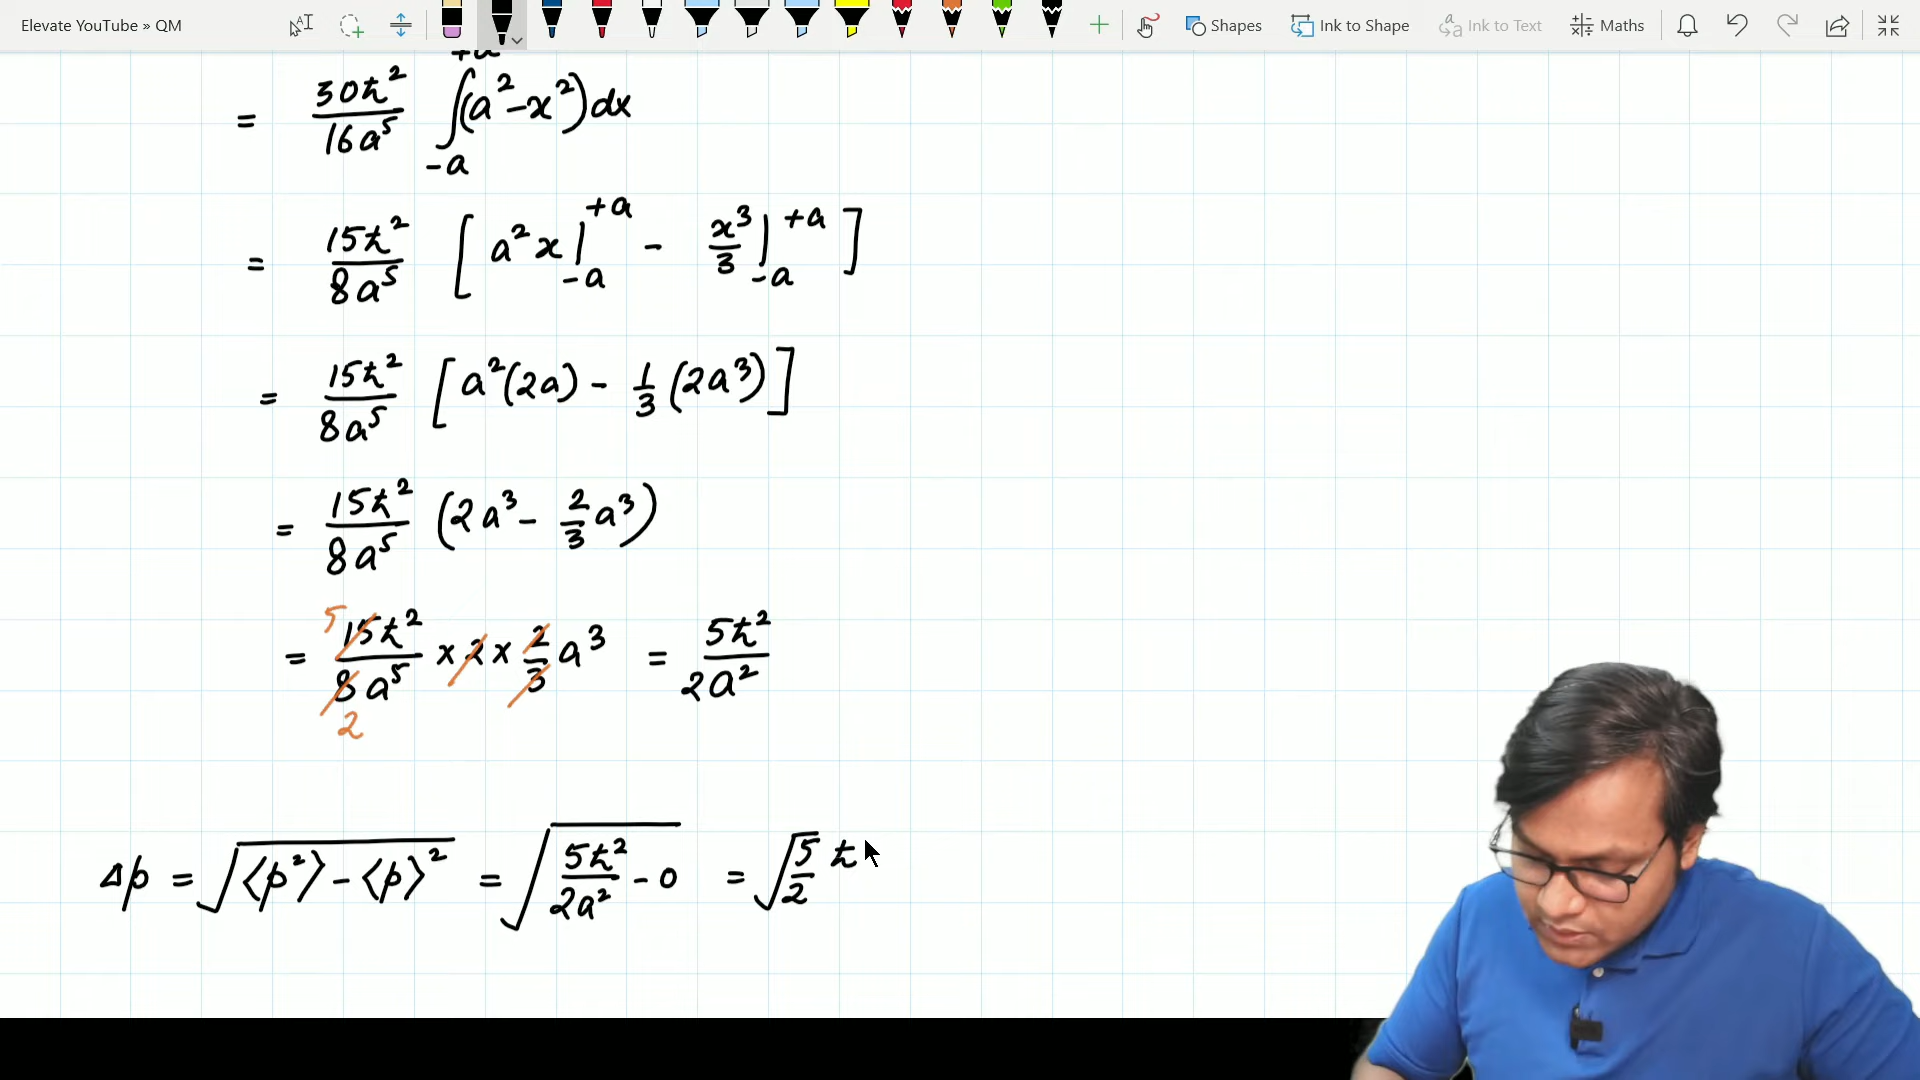 Elevate YouTube » QM
Shapes Ink to Shape Ink to Text Maths
= 30ħ²/16a⁵ ∫₋ₐ⁺ᵃ (a²-x²)dx
= 15ħ²/8a⁵ [a²x|₋ₐ⁺ᵃ - x³/3|₋ₐ⁺ᵃ]
= 15ħ²/8a⁵ [a²(2a) - 1/3 (2a³)]
= 15ħ²/8a⁵ (2a³ - 2/3 a³)
5
= 15ħ²/8a⁵ × 2 × 2/3 a³ = 5ħ²/2a²
2
Δp = √(⟨p²⟩ - ⟨p⟩²) = √(5ħ²/2a² - 0) = √(5/2) ħ